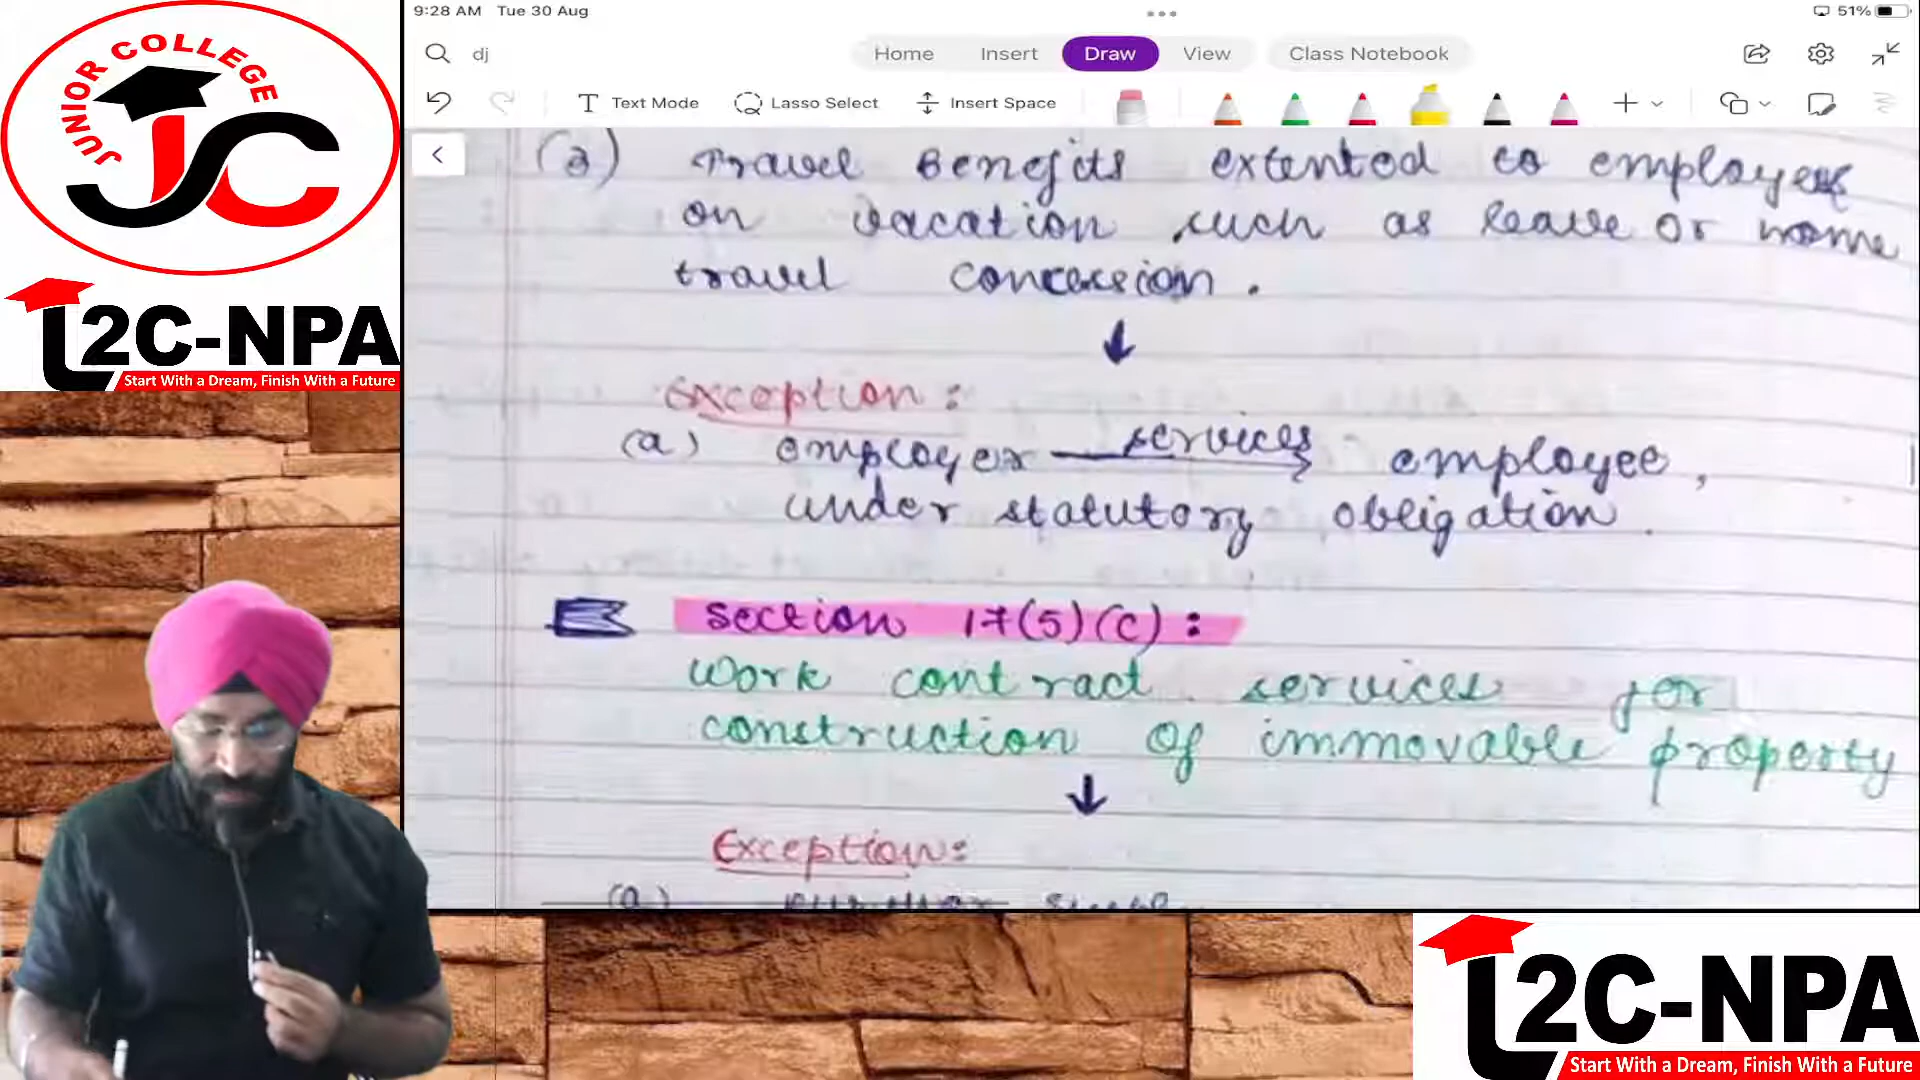 JUNIOR COLLEGE
JC
L2C-NPA
Start With a Dream, Finish With a Future
9:28 AM Tue 30 Aug
51%
dj
Home Insert Draw View Class Notebook
Text Mode Lasso Select Insert Space
Travel Benefits extented to employees
on vacation such as leave or home
travel concession.
Exception:
(a) employer services employee,
under statutory obligation.
Section 17(5)(c):
Work contract services for
construction of immovable property
Exception:
(a)
L2C-NPA
Start With a Dream, Finish With a Future